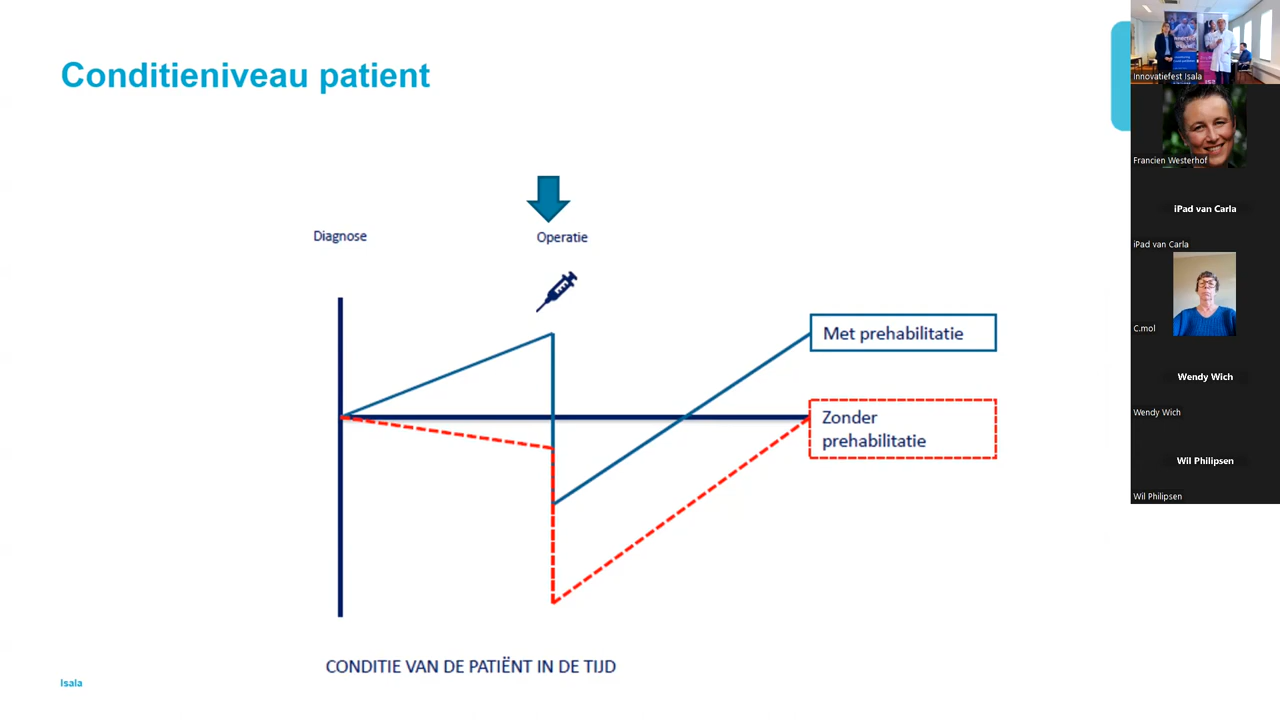 Conditieniveau patient
Diagnose
Operatie
Met prehabilitatie
Zonder
prehabilitatie
CONDITIE VAN DE PATIËNT IN DE TIJD
Isala
Innovatiefest Isala
Francien Westerhof
iPad van Carla
iPad van Carla
C.mol
Wendy Wich
Wendy Wich
Wil Philipsen
Wil Philipsen